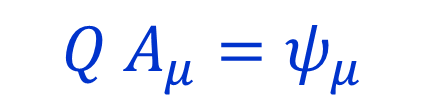 Q A_μ = ψ_μ